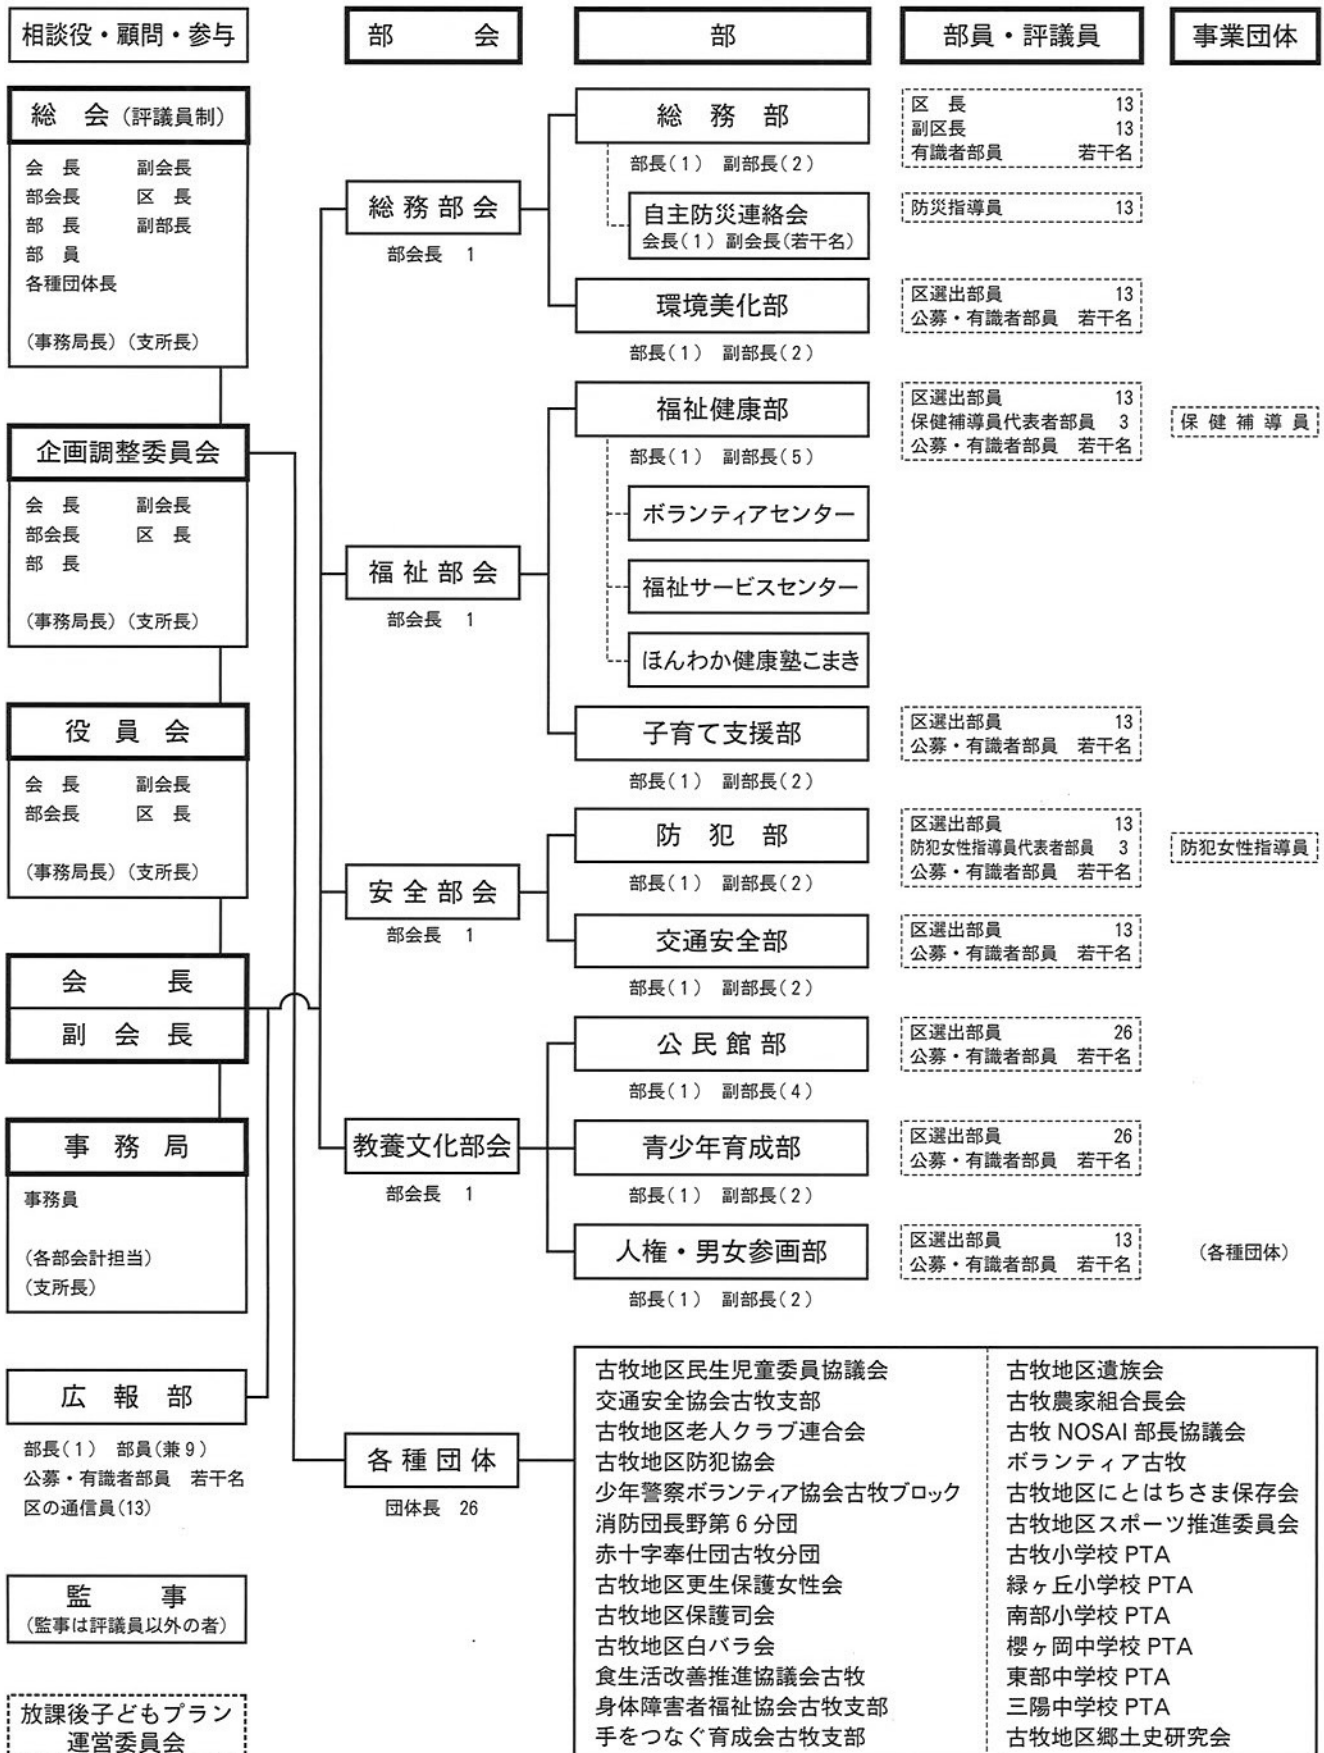 相談役・顧問・参与
総　会（評議員制）
会　長　副会長
部会長　区　長
部　長　副部長
部　員
各種団体長
（事務局長）（支所長）
企画調整委員会
会　長　副会長
部会長　区　長
部　長
（事務局長）（支所長）
役　員　会
会　長　副会長
部会長　区　長
（事務局長）（支所長）
会　長
副　会　長
事　務　局
事務員
（各部会計担当）
（支所長）
広　報　部
部長（1）　部員（兼9）
公募・有識者部員　若干名
区の通信員（13）
監　事
（監事は評議員以外の者）
放課後子どもプラン
運営委員会
部　会
総務部会
部会長　1
福祉部会
部会長　1
安全部会
部会長　1
教養文化部会
部会長　1
各種団体
団体長　26
部
総　務　部
部長（1）　副部長（2）
自主防災連絡会
会長（1）副会長（若干名）
環境美化部
部長（1）　副部長（2）
福祉健康部
部長（1）　副部長（5）
ボランティアセンター
福祉サービスセンター
ほんわか健康塾こまき
子育て支援部
部長（1）　副部長（2）
防　犯　部
部長（1）　副部長（2）
交通安全部
部長（1）　副部長（2）
公民館部
部長（1）　副部長（4）
青少年育成部
部長（1）　副部長（2）
人権・男女参画部
部長（1）　副部長（2）
部員・評議員
区　長　13
副区長　13
有識者部員　若干名
防災指導員　13
区選出部員　13
公募・有識者部員　若干名
区選出部員　13
保健補導員代表者部員　3
公募・有識者部員　若干名
区選出部員　13
公募・有識者部員　若干名
区選出部員　13
防犯女性指導員代表者部員　3
公募・有識者部員　若干名
区選出部員　13
公募・有識者部員　若干名
区選出部員　26
公募・有識者部員　若干名
区選出部員　26
公募・有識者部員　若干名
区選出部員　13
公募・有識者部員　若干名
事業団体
保健補導員
防犯女性指導員
（各種団体）
古牧地区民生児童委員協議会
交通安全協会古牧支部
古牧地区老人クラブ連合会
古牧地区防犯協会
少年警察ボランティア協会古牧ブロック
消防団長野第6分団
赤十字奉仕団古牧分団
古牧地区更生保護女性会
古牧地区保護司会
古牧地区白バラ会
食生活改善推進協議会古牧
身体障害者福祉協会古牧支部
手をつなぐ育成会古牧支部
古牧地区遺族会
古牧農家組合長会
古牧 NOSAI 部長協議会
ボランティア古牧
古牧地区にとはちさま保存会
古牧地区スポーツ推進委員会
古牧小学校 PTA
緑ヶ丘小学校 PTA
南部小学校 PTA
櫻ヶ岡中学校 PTA
東部中学校 PTA
三陽中学校 PTA
古牧地区郷土史研究会